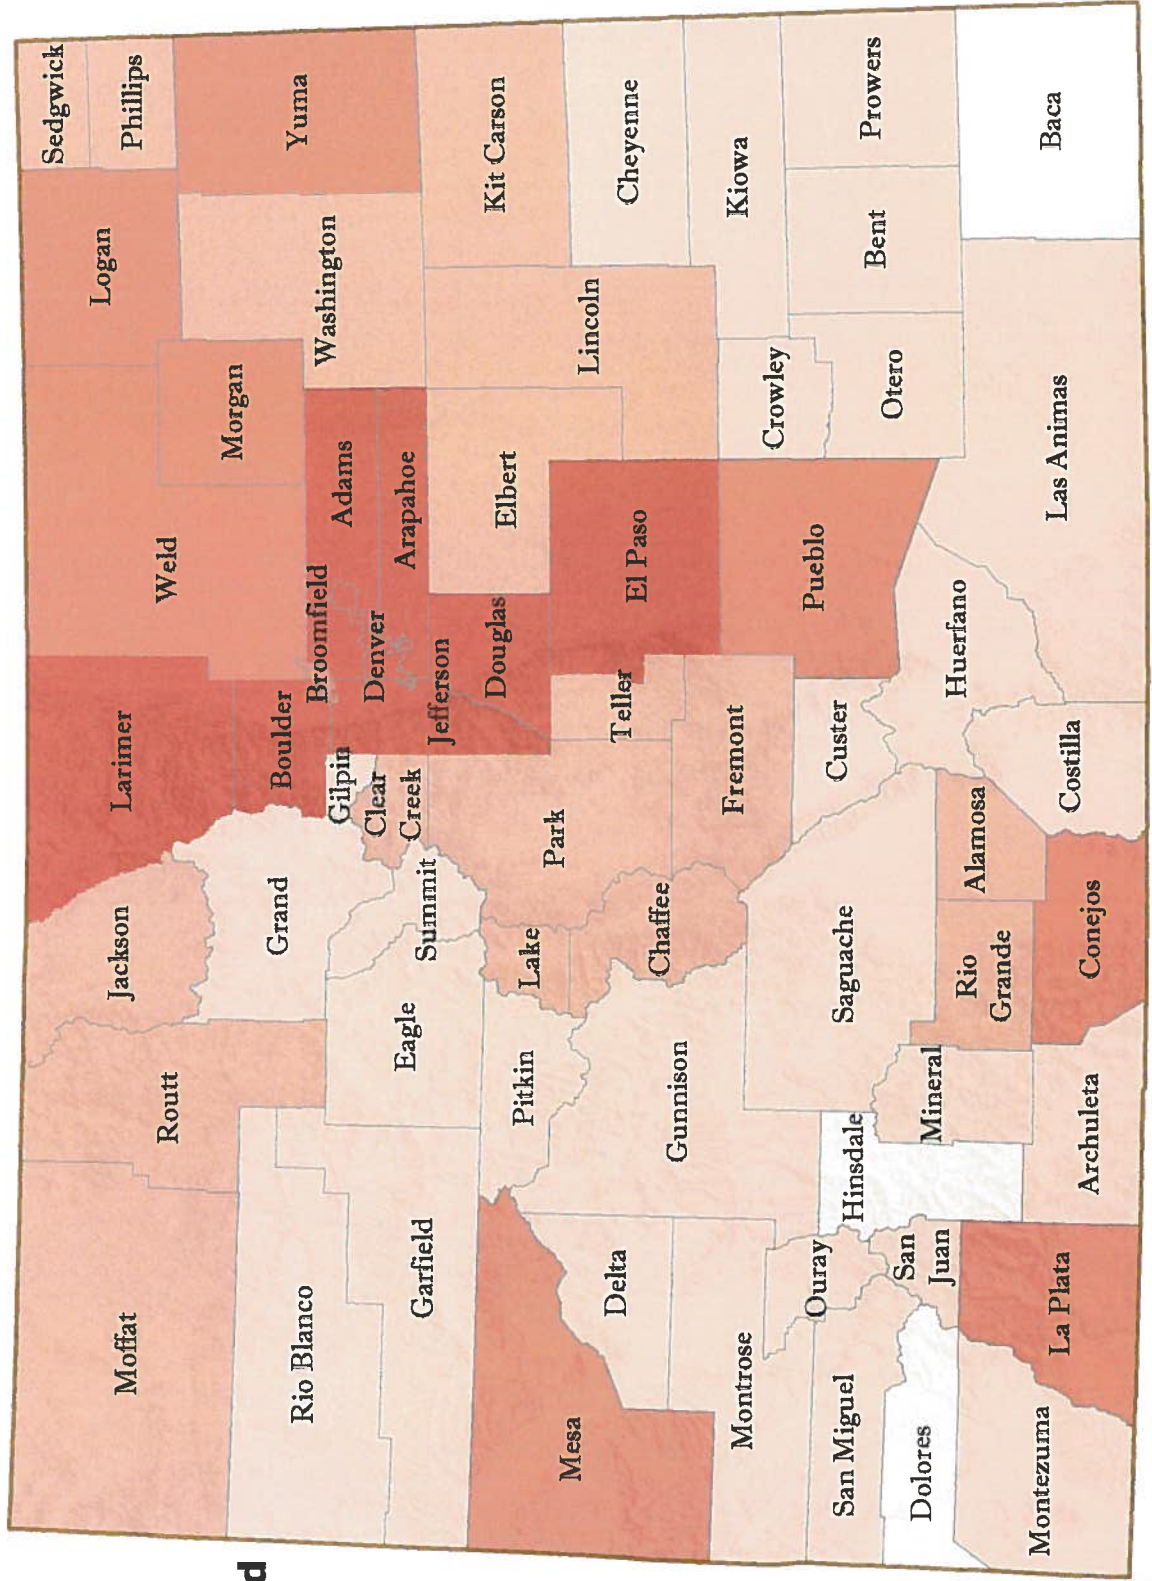 Moffat
Routt
Jackson
Larimer
Weld
Logan
Sedgwick
Phillips
Rio Blanco
Grand
Boulder
Morgan
Yuma
Washington
Broomfield
Adams
Gilpin
Denver
Garfield
Eagle
Summit
Clear
Creek
Jefferson
Arapahoe
Mesa
Pitkin
Lake
Park
Douglas
Elbert
Kit Carson
Delta
Gunnison
Chaffee
Teller
El Paso
Lincoln
Cheyenne
Montrose
Fremont
Kiowa
Ouray
San Miguel
Hinsdale
Saguache
Custer
Pueblo
Crowley
Otero
Bent
Prowers
Dolores
San
Juan
Mineral
Rio
Grande
Alamosa
Huerfano
Montezuma
La Plata
Archuleta
Conejos
Costilla
Las Animas
Baca
d